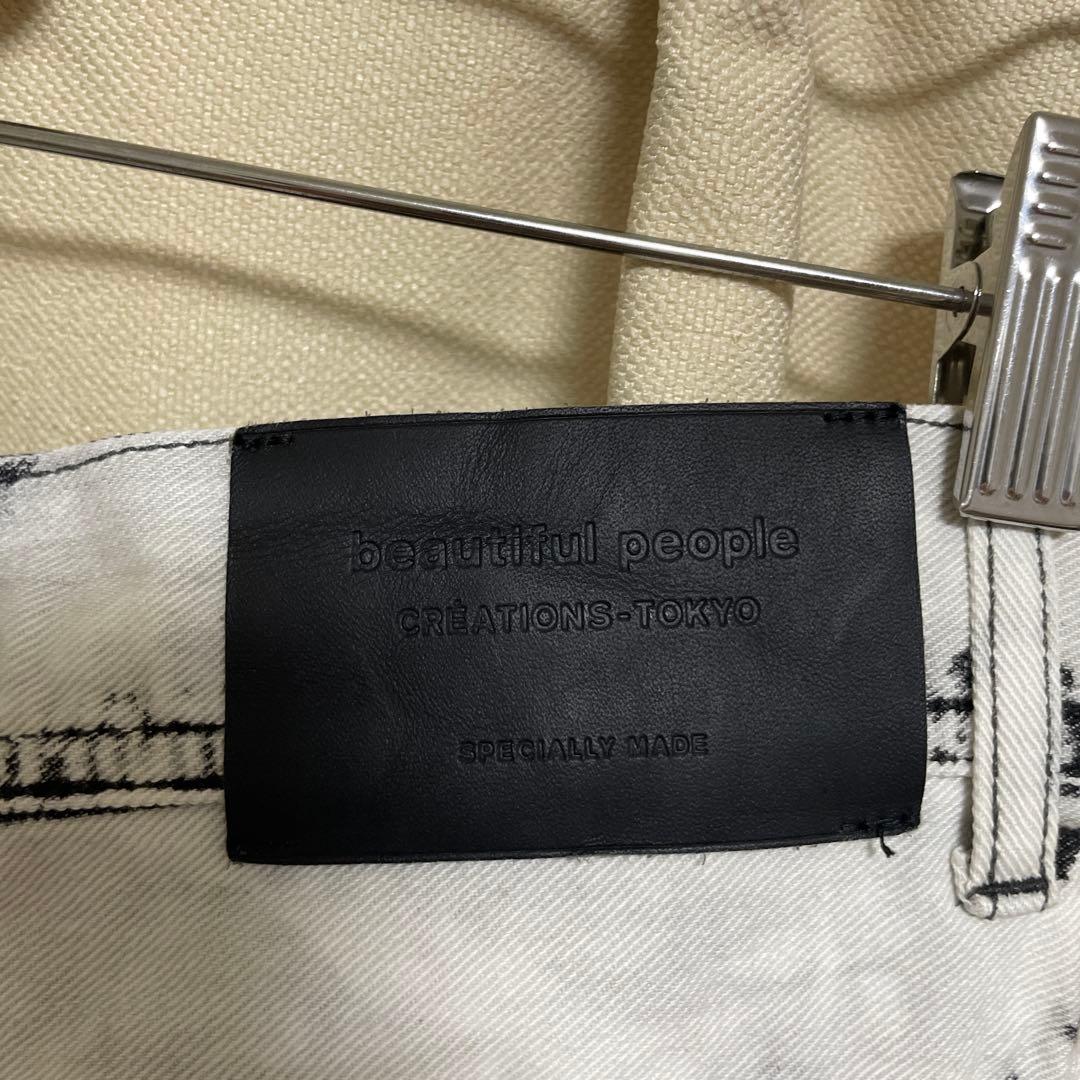 beautiful people
CRÉATIONS-TOKYO
SPECIALLY MADE